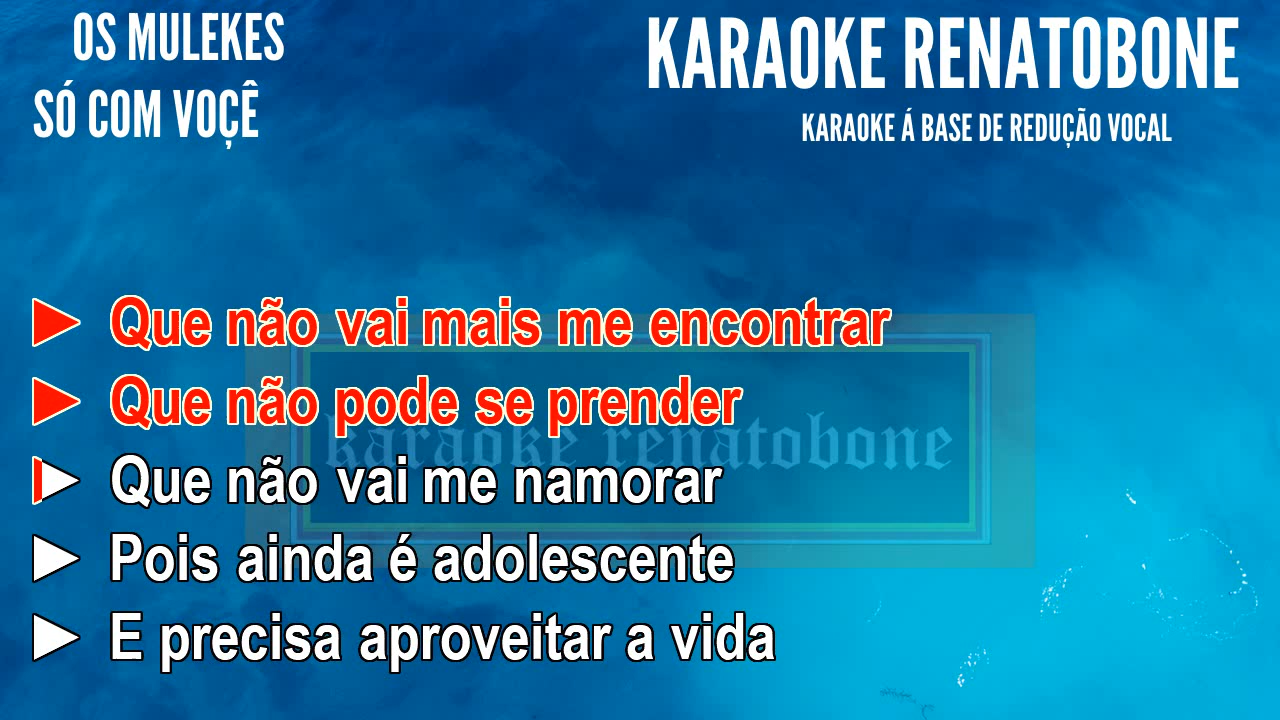 OS MULEKES
SÓ COM VOÇÊ
KARAOKE RENATOBONE
KARAOKE Á BASE DE REDUÇÃO VOCAL
Que não vai mais me encontrar
Que não pode se prender
karaoke renatobone
Que não vai me namorar
Pois ainda é adolescente
E precisa aproveitar a vida